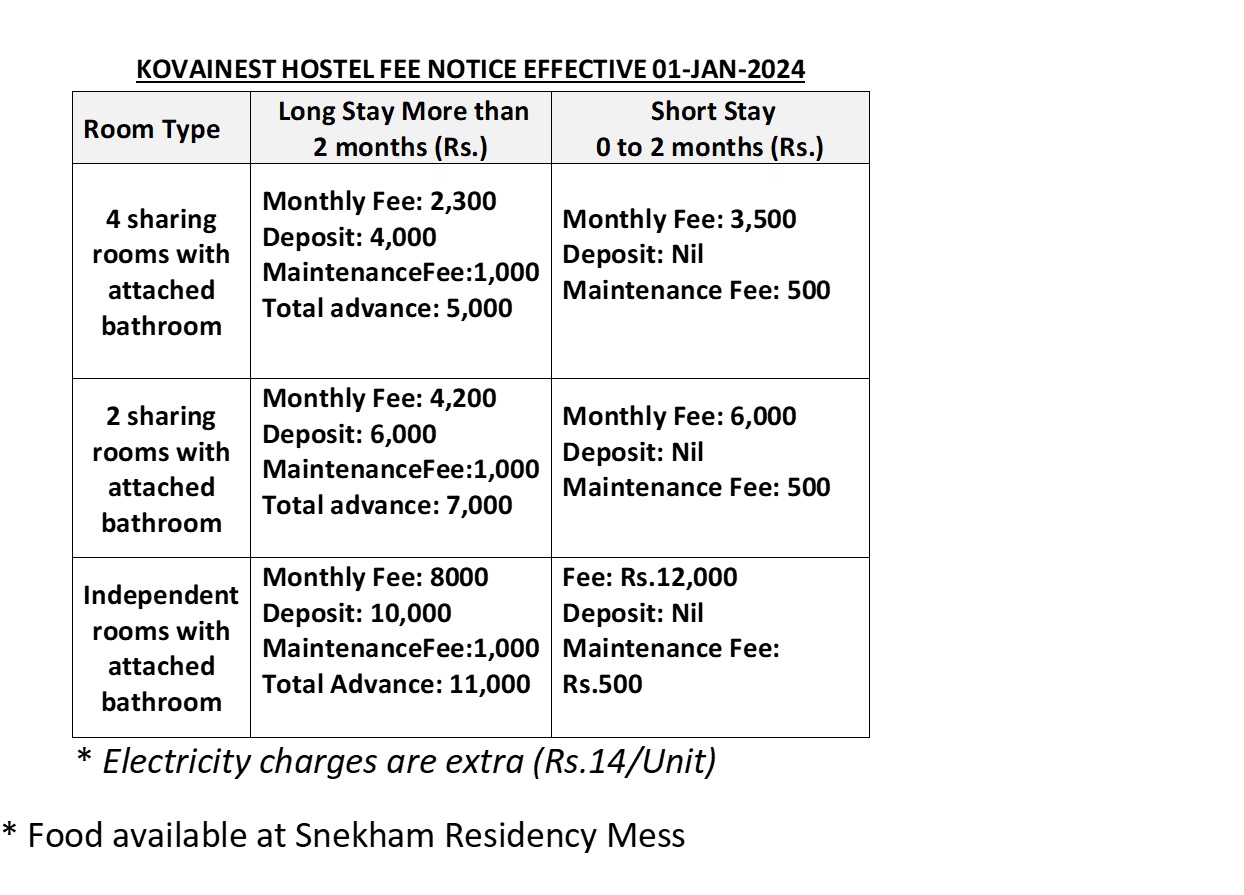 KOVAINEST HOSTEL FEE NOTICE EFFECTIVE 01-JAN-2024
Room Type
Long Stay More than
2 months (Rs.)
Short Stay
0 to 2 months (Rs.)
4 sharing
rooms with
attached
bathroom
Monthly Fee: 2,300
Deposit: 4,000
MaintenanceFee:1,000
Total advance: 5,000
Monthly Fee: 3,500
Deposit: Nil
Maintenance Fee: 500
2 sharing
rooms with
attached
bathroom
Monthly Fee: 4,200
Deposit: 6,000
MaintenanceFee:1,000
Total advance: 7,000
Monthly Fee: 6,000
Deposit: Nil
Maintenance Fee: 500
Independent
rooms with
attached
bathroom
Monthly Fee: 8000
Deposit: 10,000
MaintenanceFee:1,000
Total Advance: 11,000
Fee: Rs.12,000
Deposit: Nil
Maintenance Fee:
Rs.500
* Electricity charges are extra (Rs.14/Unit)
* Food available at Snekham Residency Mess